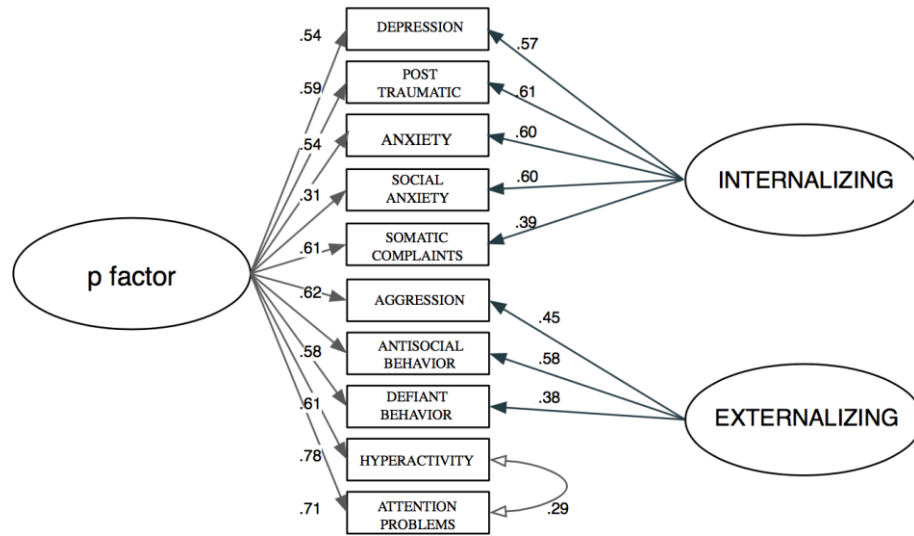 .54
DEPRESSION
.57
.59
POST
TRAUMATIC
.61
.54
ANXIETY
.60
.31
SOCIAL
ANXIETY
.60
INTERNALIZING
.61
SOMATIC
COMPLAINTS
.39
p factor
.62
AGGRESSION
.45
.58
ANTISOCIAL
BEHAVIOR
.58
.61
DEFIANT
BEHAVIOR
.38
EXTERNALIZING
.78
HYPERACTIVITY
.71
ATTENTION
PROBLEMS
.29